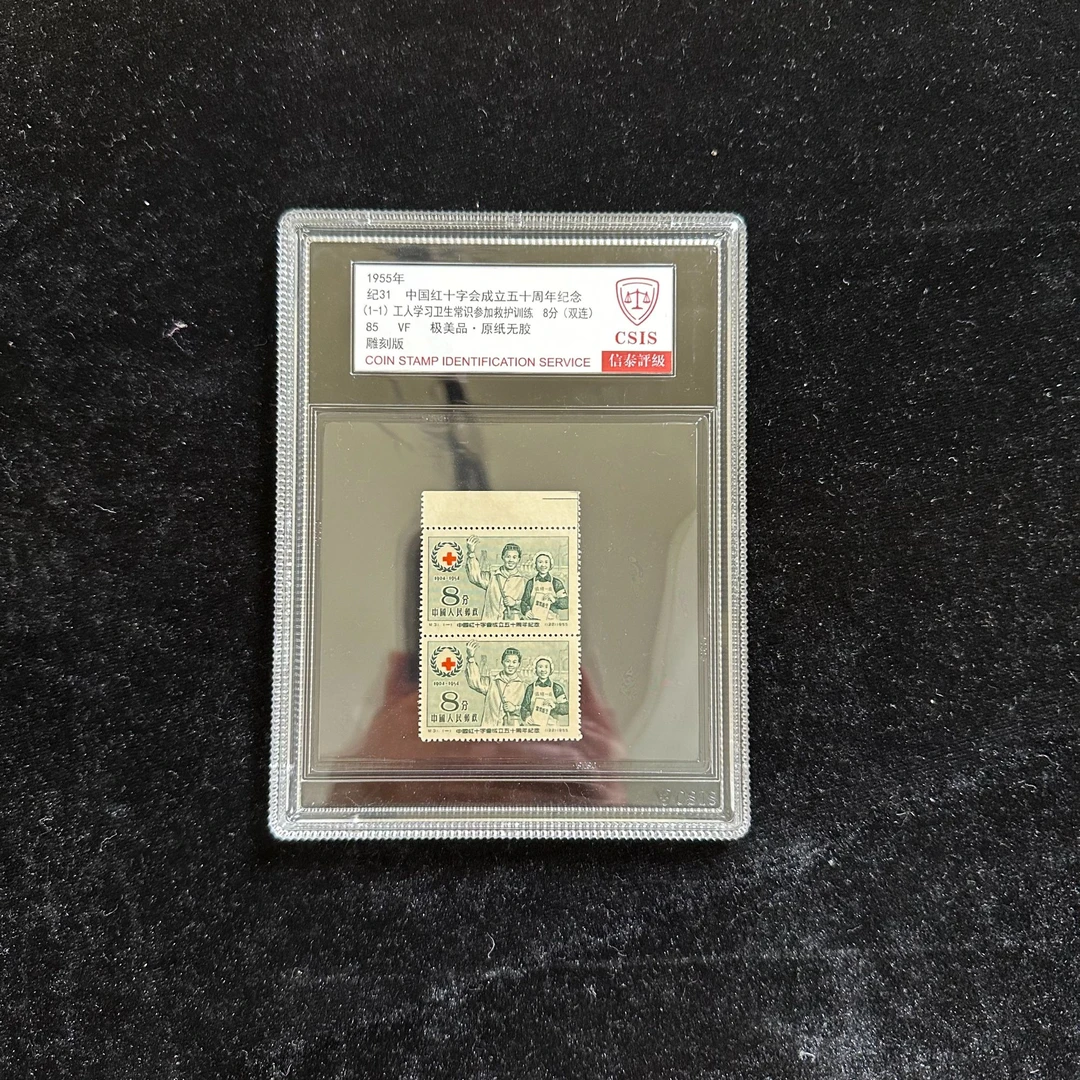 1955年
纪31 中国红十字会成立五十周年纪念
(1-1) 工人学习卫生常识参加救护训练 8分 (双连)
85 VF 极美品·原纸无胶
雕刻版
COIN STAMP IDENTIFICATION SERVICE
CSIS
信泰評級
1904-1954
8分
中國人民郵政
中国红十字会成立五十周年纪念
1904-1954
8分
中國人民郵政
中国红十字会成立五十周年纪念
CSIS